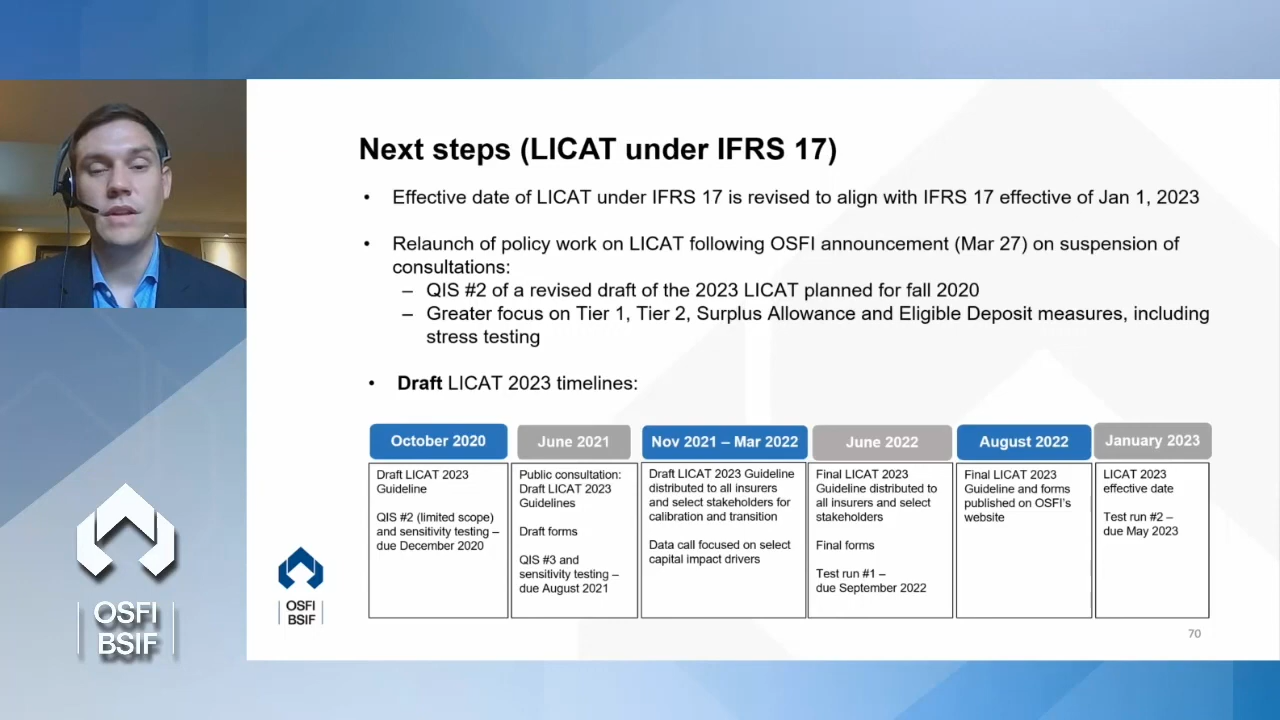 Next steps (LICAT under IFRS 17)
• Effective date of LICAT under IFRS 17 is revised to align with IFRS 17 effective of Jan 1, 2023
• Relaunch of policy work on LICAT following OSFI announcement (Mar 27) on suspension of
consultations:
– QIS #2 of a revised draft of the 2023 LICAT planned for fall 2020
– Greater focus on Tier 1, Tier 2, Surplus Allowance and Eligible Deposit measures, including
stress testing
• Draft LICAT 2023 timelines:
October 2020
Draft LICAT 2023
Guideline
QIS #2 (limited scope)
and sensitivity testing –
due December 2020
June 2021
Public consultation:
Draft LICAT 2023
Guidelines
Draft forms
QIS #3 and
sensitivity testing –
due August 2021
Nov 2021 – Mar 2022
Draft LICAT 2023 Guideline
distributed to all insurers
and select stakeholders for
calibration and transition
Data call focused on select
capital impact drivers
June 2022
Final LICAT 2023
Guideline distributed to
all insurers and select
stakeholders
Final forms
Test run #1 –
due September 2022
August 2022
Final LICAT 2023
Guideline and forms
published on OSFI's
website
January 2023
LICAT 2023
effective date
Test run #2 –
due May 2023
OSFI
BSIF
70
OSFI
BSIF